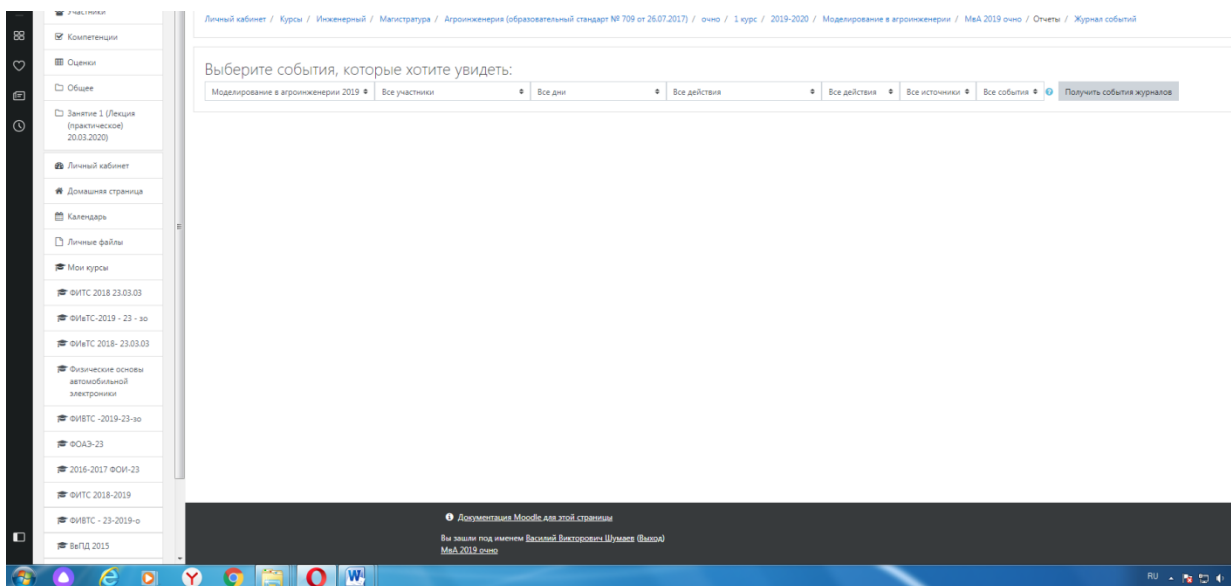 Участники
Компетенции
Оценки
Общее
Занятие 1 (Лекция
(практическое)
20.03.2020)
Личный кабинет
Домашняя страница
Календарь
Личные файлы
Мои курсы
ФИТС 2018 23.03.03
ФИвТС-2019 - 23 - зо
ФИвТС 2018- 23.03.03
Физические основы
автомобильной
электроники
ФИВТС -2019-23-зо
ФОАЭ-23
2016-2017 ФОИ-23
ФИТС 2018-2019
ФИВТС - 23-2019-о
ВвПД 2015
Личный кабинет / Курсы / Инженерный / Магистратура / Агроинженерия (образовательный стандарт № 709 от 26.07.2017) / очно / 1 курс / 2019-2020 / Моделирование в агроинженерии / МвА 2019 очно / Отчеты / Журнал событий
Выберите события, которые хотите увидеть:
Моделирование в агроинженерии 2019 Все участники Все дни Все действия Все действия Все источники Все события Получить события журналов
Документация Moodle для этой страницы
Вы зашли под именем Василий Викторович Шумаев (Выход)
МвА 2019 очно
RU